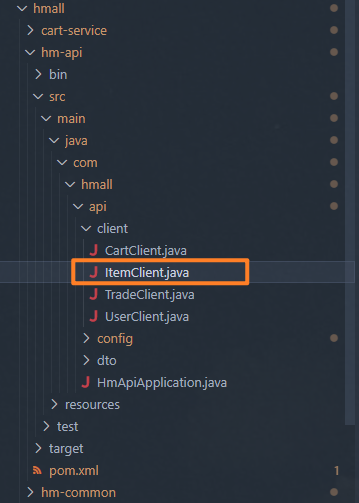 hmall
cart-service
hm-api
bin
src
main
java
com
hmall
api
client
CartClient.java
ItemClient.java
TradeClient.java
UserClient.java
config
dto
HmApiApplication.java
resources
test
target
pom.xml 1
hm-common